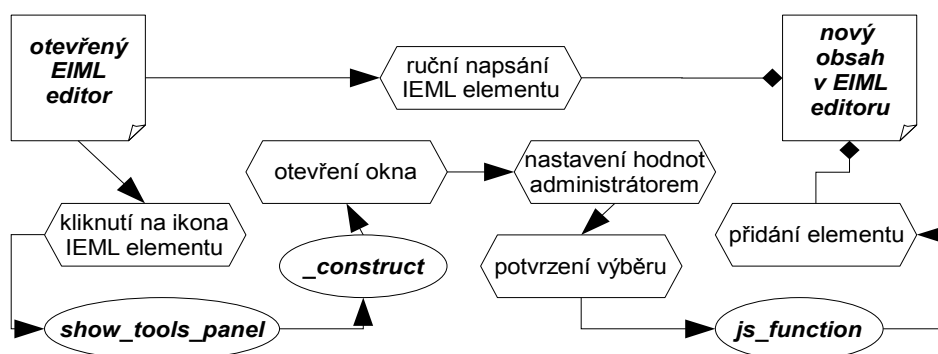 otevřený
EIML
editor
ruční napsání
IEML elementu
nový
obsah
v EIML
editoru
otevření okna
nastavení hodnot
administrátorem
kliknutí na ikona
IEML elementu
_construct
potvrzení výběru
přidání elementu
show_tools_panel
js_function